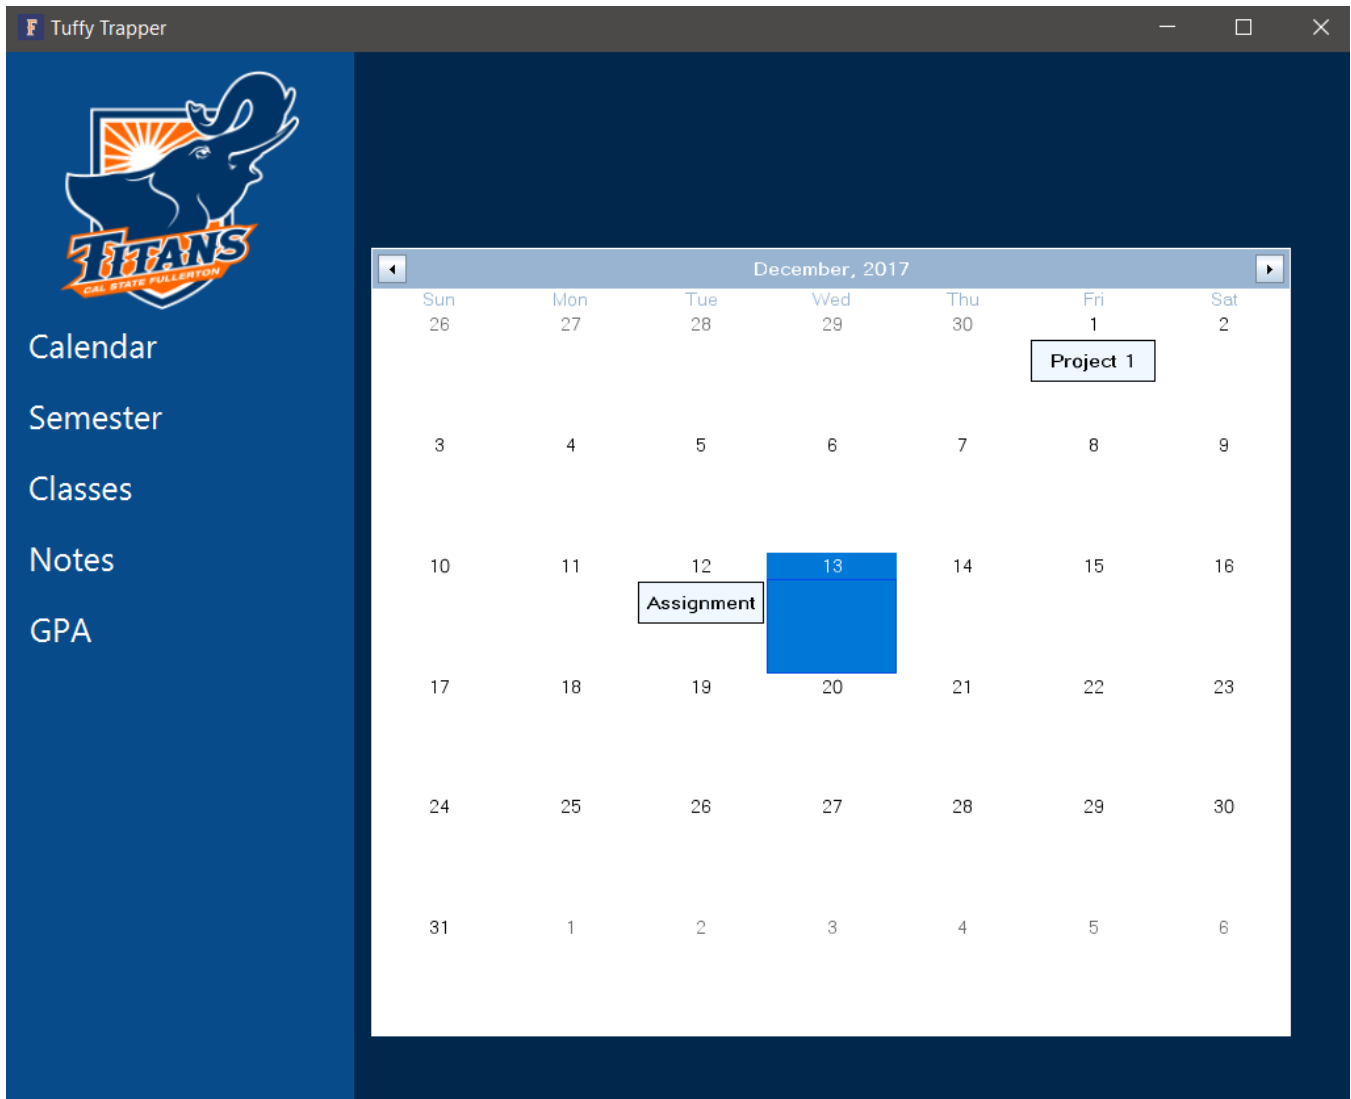 F Tuffy Trapper
TITANS
CAL STATE FULLERTON
Calendar
Semester
Classes
Notes
GPA
December, 2017
Sun Mon Tue Wed Thu Fri Sat
26 27 28 29 30 1 2
Project 1
3 4 5 6 7 8 9
10 11 12 13 14 15 16
Assignment
17 18 19 20 21 22 23
24 25 26 27 28 29 30
31 1 2 3 4 5 6